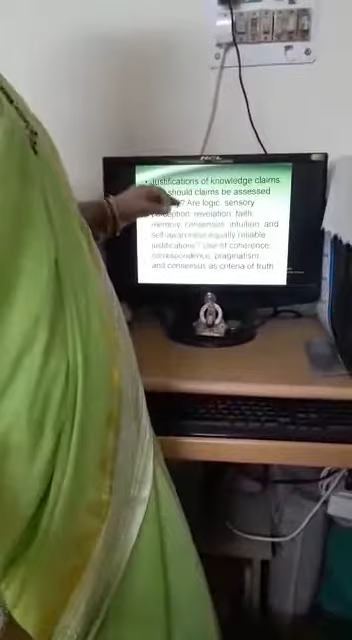 • Justifications of knowledge claims.
should claims be assessed
? Are logic, sensory
perception, revelation, faith,
memory, consensus, intuition, and
self-awareness equally reliable
justifications? Use of coherence,
correspondence, pragmatism
and consensus as criteria of truth